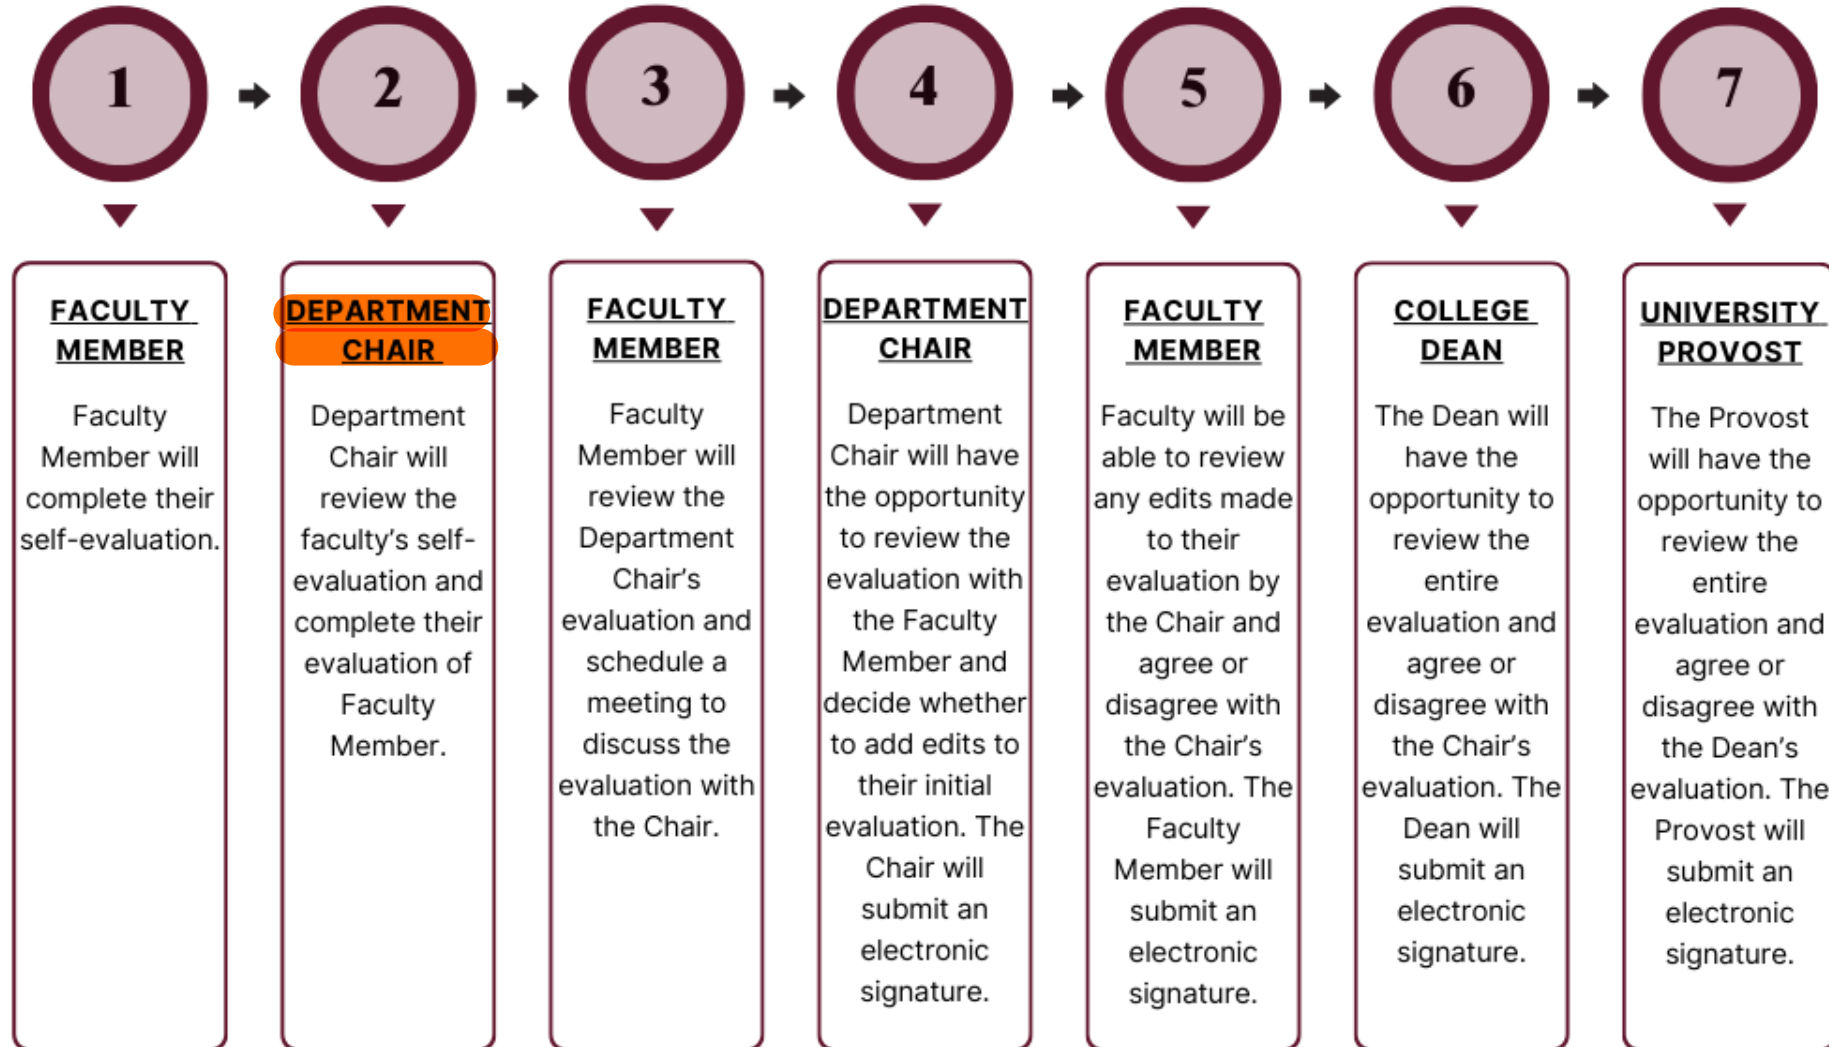 1
2
3
4
5
6
7
FACULTY
MEMBER
Faculty
Member will
complete their
self-evaluation.
DEPARTMENT
CHAIR
Department
Chair will
review the
faculty's self-
evaluation and
complete their
evaluation of
Faculty
Member.
FACULTY
MEMBER
Faculty
Member will
review the
Department
Chair's
evaluation and
schedule a
meeting to
discuss the
evaluation with
the Chair.
DEPARTMENT
CHAIR
Department
Chair will have
the opportunity
to review the
evaluation with
the Faculty
Member and
decide whether
to add edits to
their initial
evaluation. The
Chair will
submit an
electronic
signature.
FACULTY
MEMBER
Faculty will be
able to review
any edits made
to their
evaluation by
the Chair and
agree or
disagree with
the Chair's
evaluation. The
Faculty
Member will
submit an
electronic
signature.
COLLEGE
DEAN
The Dean will
have the
opportunity to
review the
entire
evaluation and
agree or
disagree with
the Chair's
evaluation. The
Dean will
submit an
electronic
signature.
UNIVERSITY
PROVOST
The Provost
will have the
opportunity to
review the
entire
evaluation and
agree or
disagree with
the Dean's
evaluation. The
Provost will
submit an
electronic
signature.